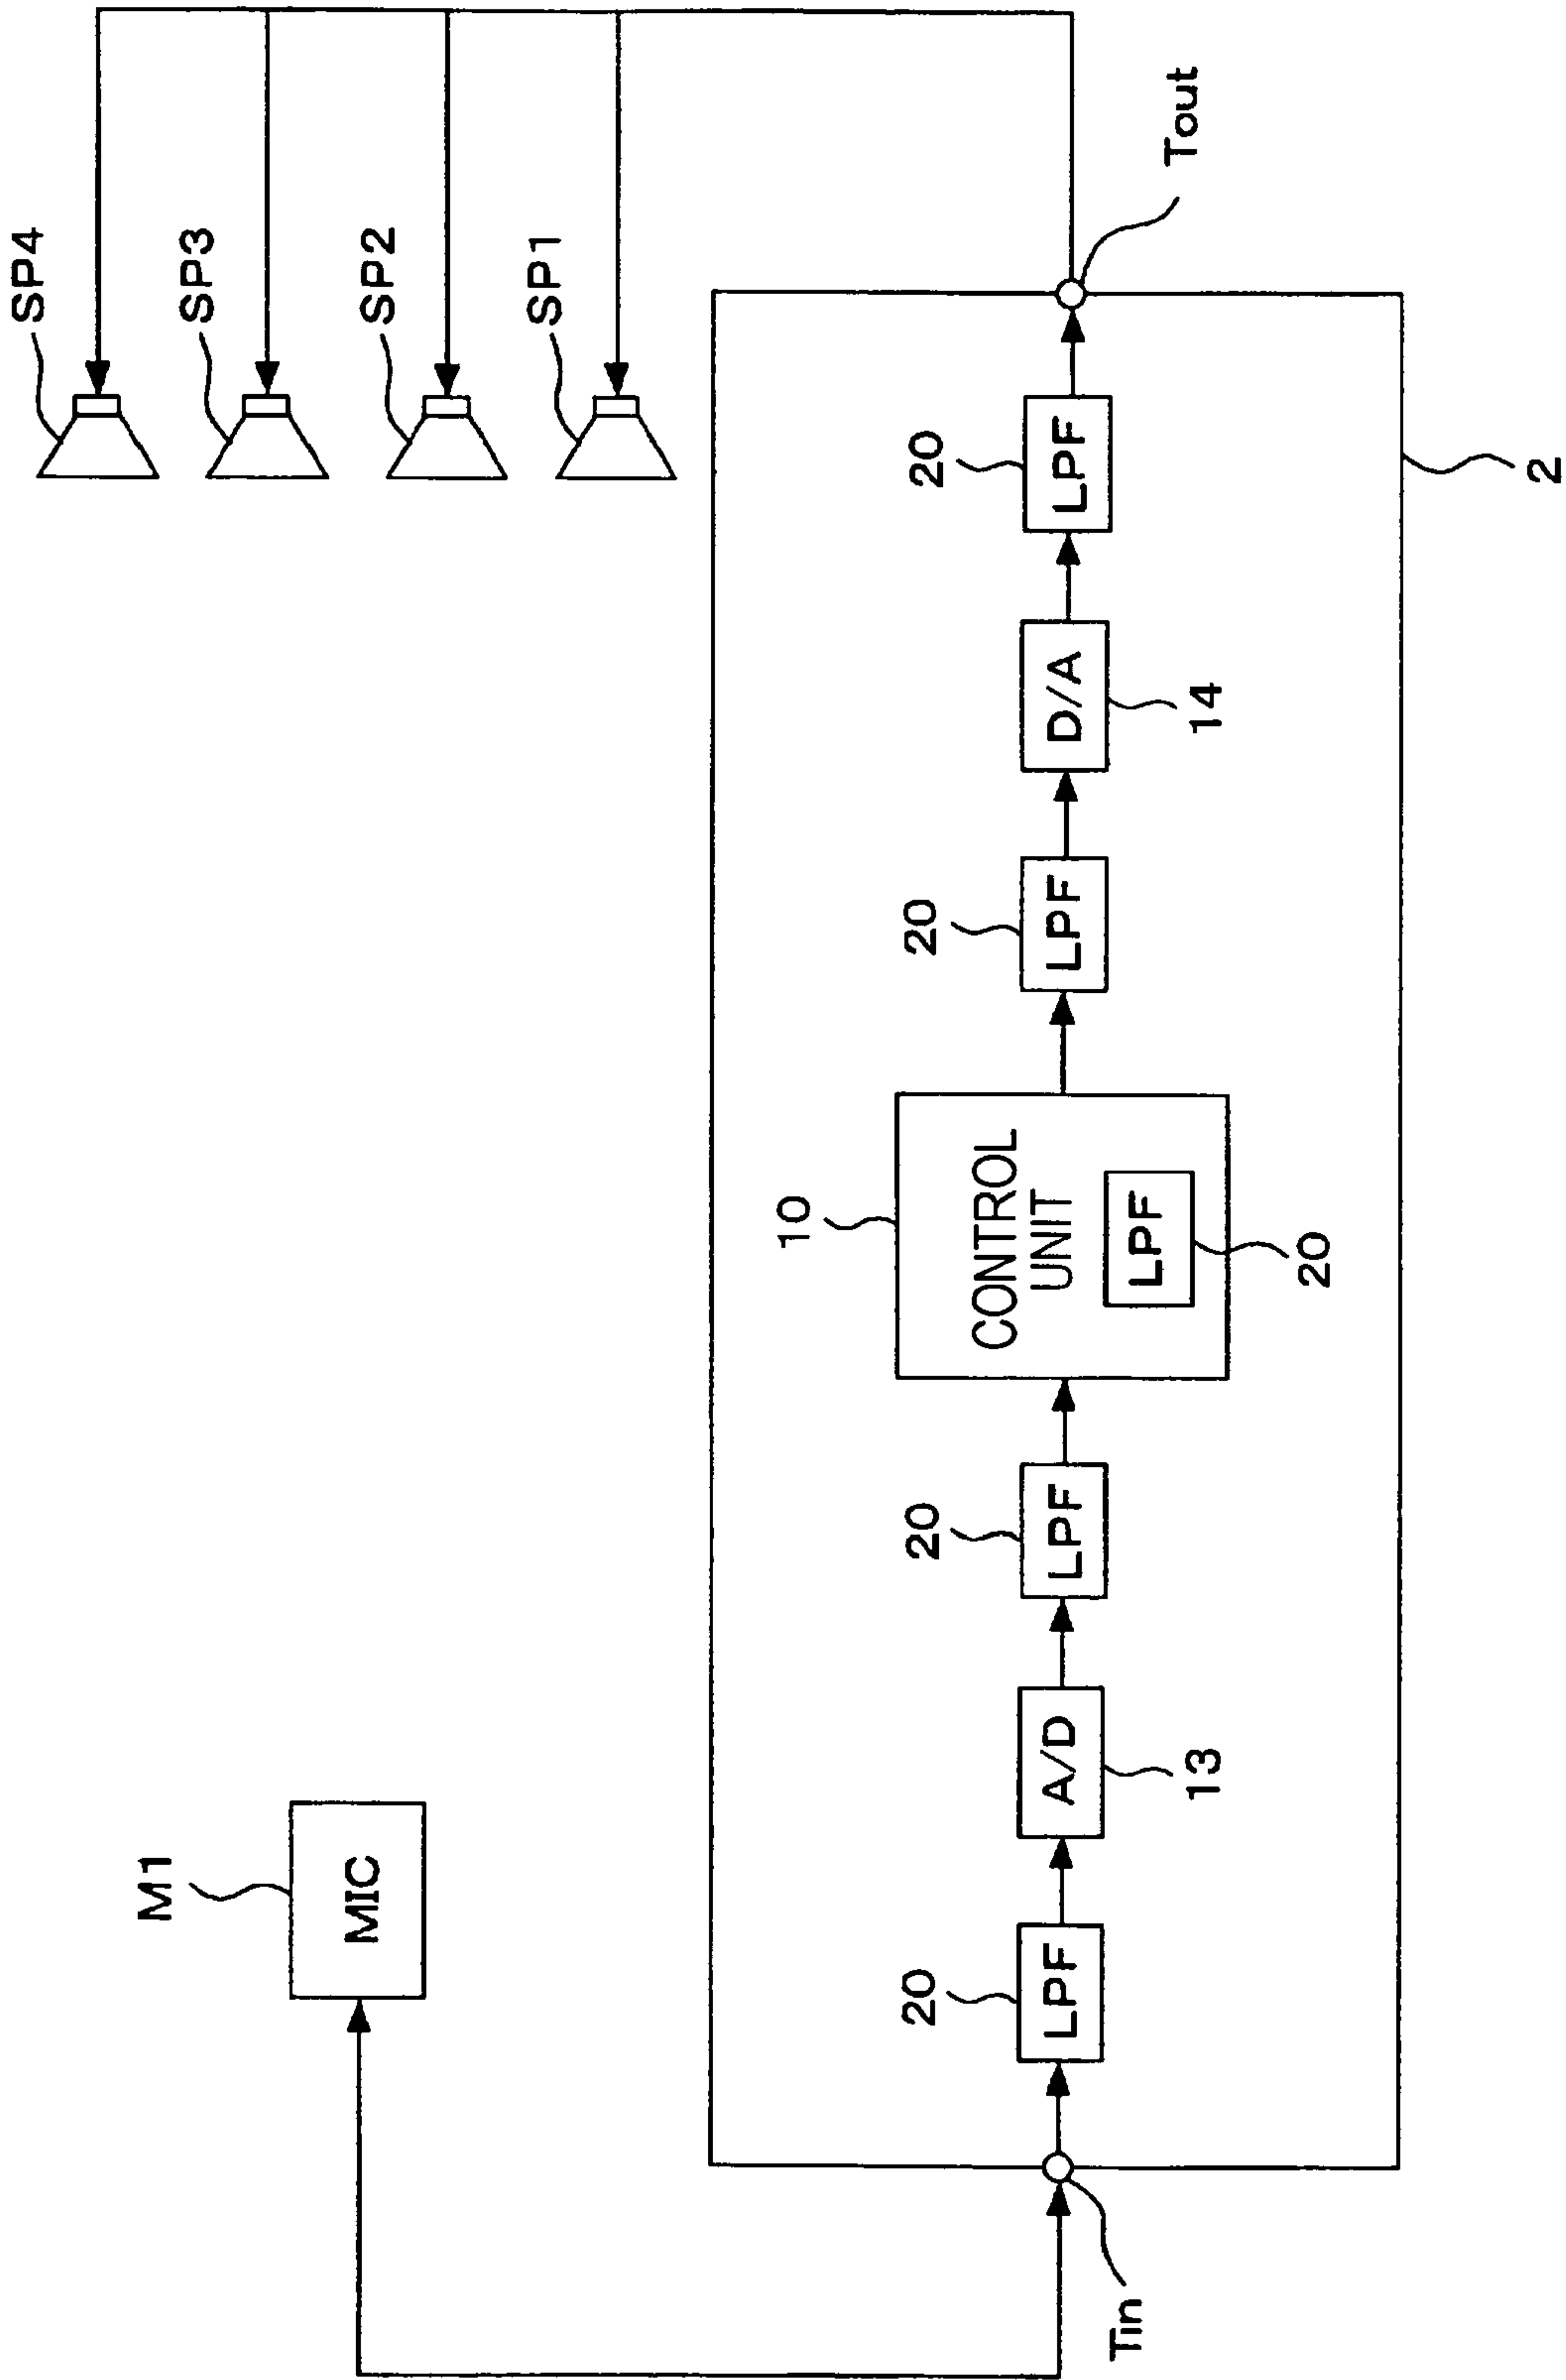 SP4
SP3
SP2
SP1
M1
MIC
Tin
20
LPF
A/D
13
20
LPF
10
CONTROL
UNIT
LPF
20
20
LPF
D/A
14
20
LPF
Tout
2